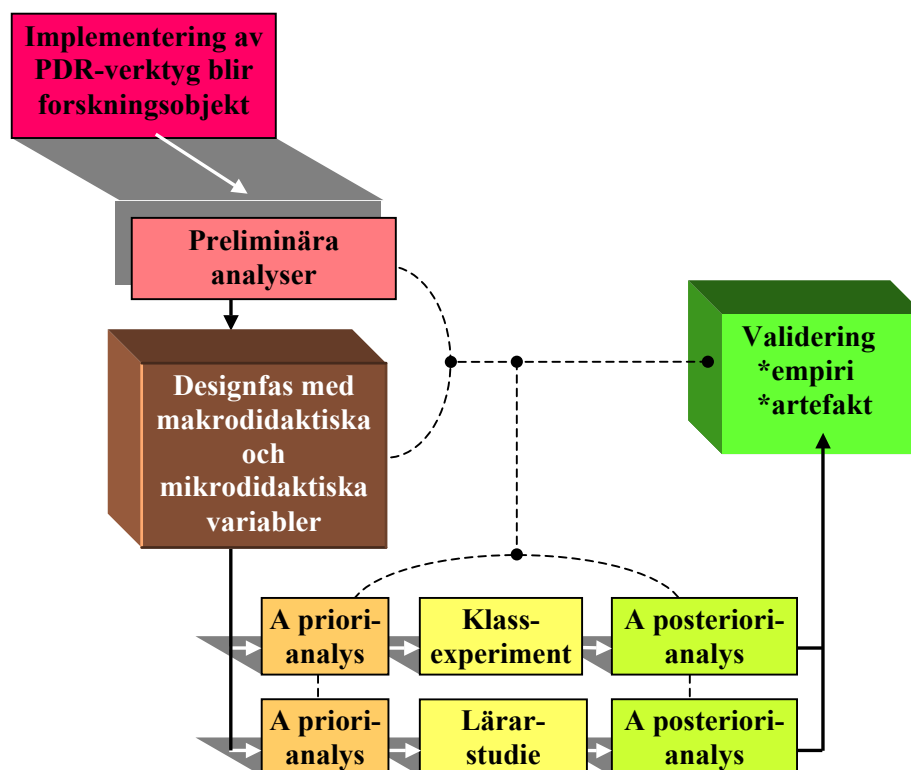 Implementering av
PDR-verktyg blir
forskningsobjekt
Preliminära
analyser
Designfas med
makrodidaktiska
och
mikrodidaktiska
variabler
Validering
*empiri
*artefakt
A priori-
analys
Klass-
experiment
A posteriori-
analys
A priori-
analys
Lärar-
studie
A posteriori-
analys